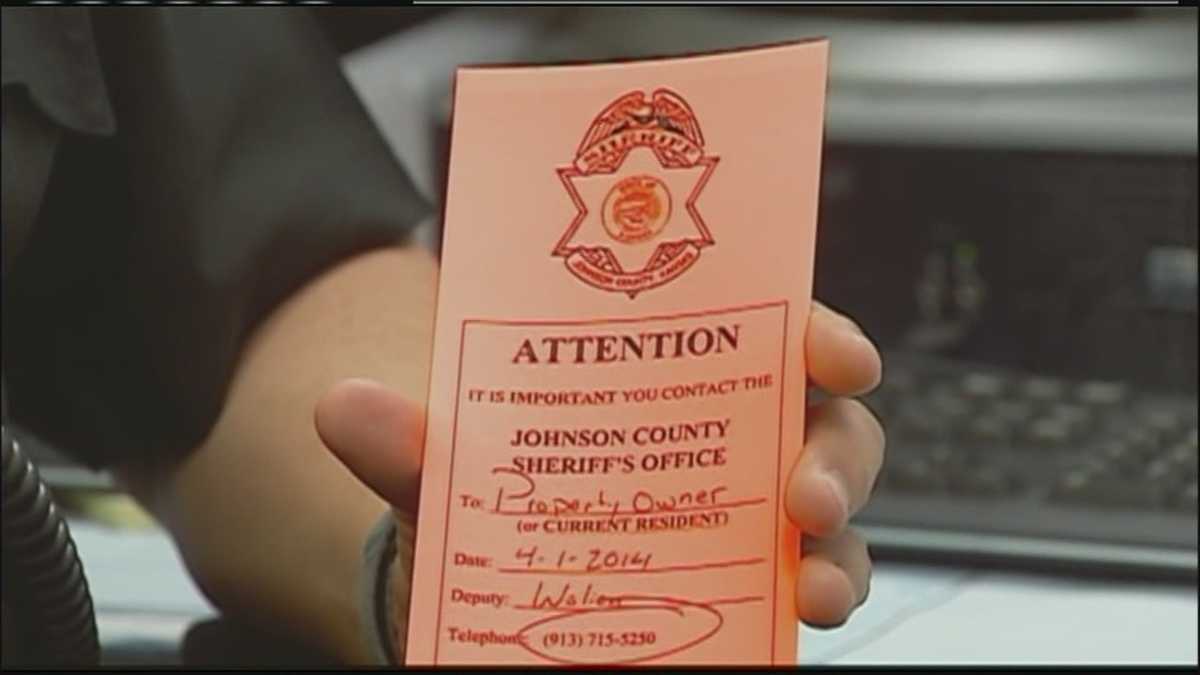 SHERIFF
JOHNSON COUNTY KANSAS
ATTENTION
IT IS IMPORTANT YOU CONTACT THE
JOHNSON COUNTY
SHERIFF'S OFFICE
To: Property Owner
(or CURRENT RESIDENT)
Date: 4-1-2014
Deputy:
Telephone: (913) 715-5250